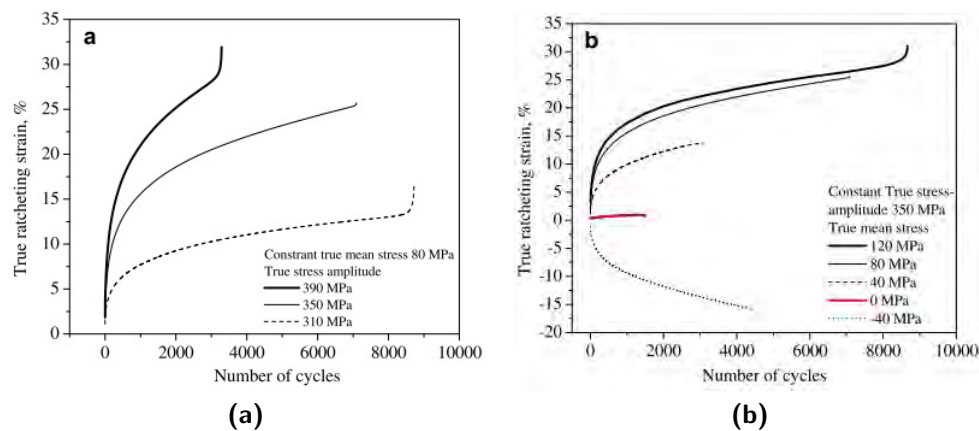 a
35
30
25
20
15
10
5
0
True ratcheting strain, %
0 2000 4000 6000 8000 10000
Number of cycles
Constrant true mean stress 80 MPa
True stress amplitude
390 MPa
350 MPa
310 MPa
(a)
b
35
30
25
20
15
10
5
0
-5
-10
-15
-20
True ratcheting strain, %
0 2000 4000 6000 8000 10000
Number of cycles
Constant True stress-
amplitude 350 MPa
True mean stress
120 MPa
80 MPa
40 MPa
0 MPa
-40 MPa
(b)